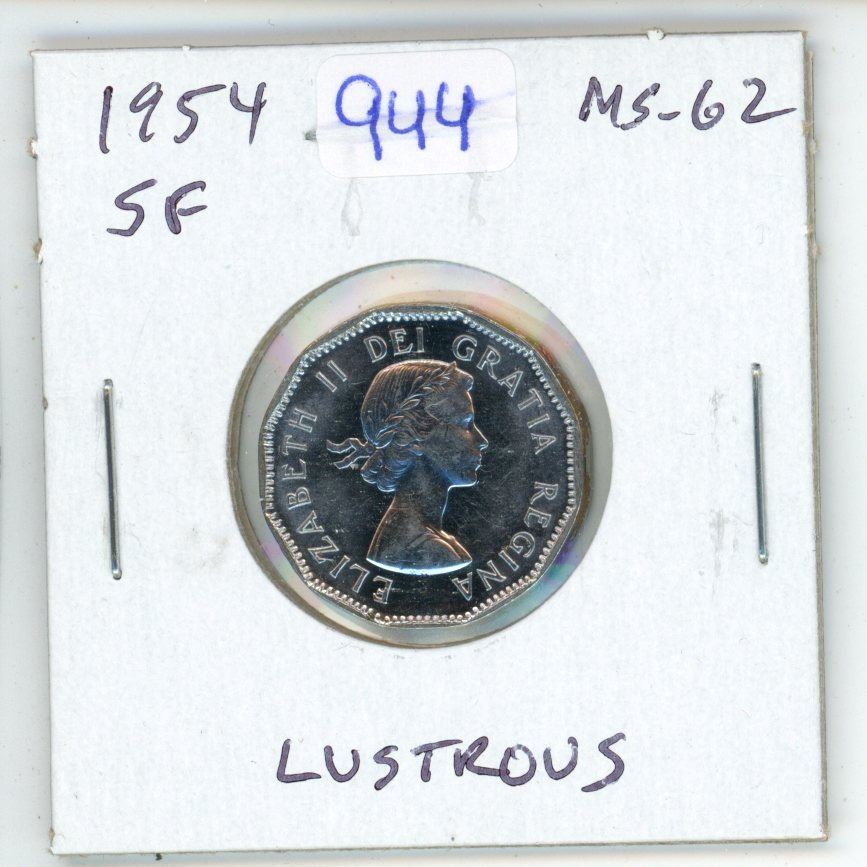 1954 944 MS-62
SF
ELIZABETH II DEI GRATIA REGINA
LUSTROUS